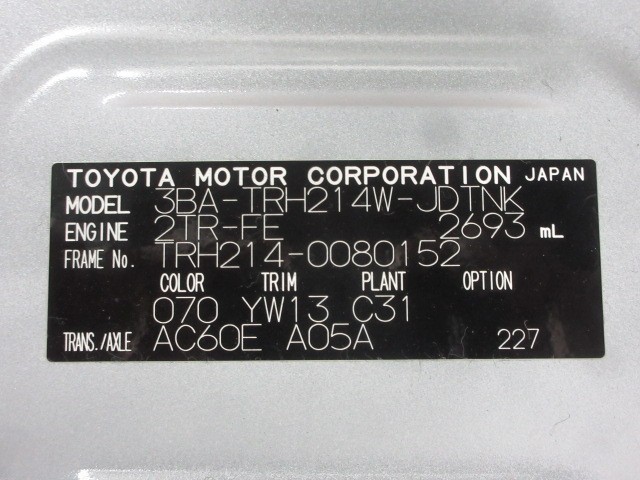 TOYOTA MOTOR CORPORATION JAPAN
MODEL 3BA-TRH214W-JDTNK
ENGINE 2TR-FE 2693 mL
FRAME No. TRH214-0080152
COLOR TRIM PLANT OPTION
070 YW13 C31
TRANS./AXLE AC60E A05A 227